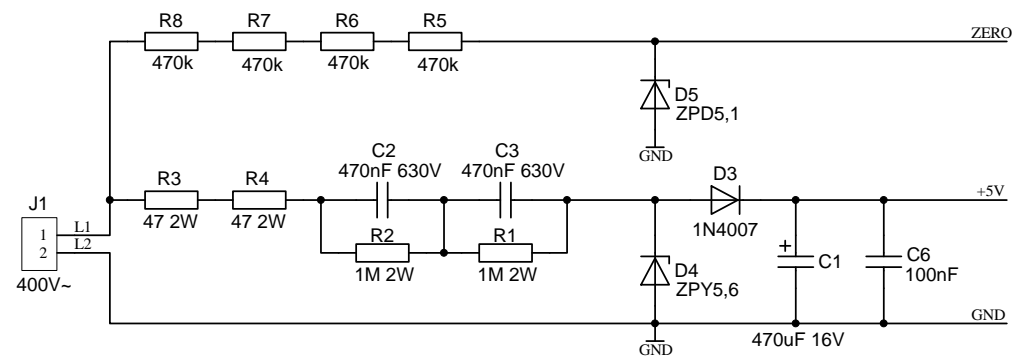 R8 R7 R6 R5
470k 470k 470k 470k
ZERO
D5
ZPD5,1
GND
C2 C3
470nF 630V 470nF 630V
R3 R4
47 2W 47 2W
D3
1N4007
+5V
J1
1 L1
2 L2
400V~
R2 R1
1M 2W 1M 2W
D4
ZPY5,6
+
C1
C6
100nF
GND
470uF 16V
GND